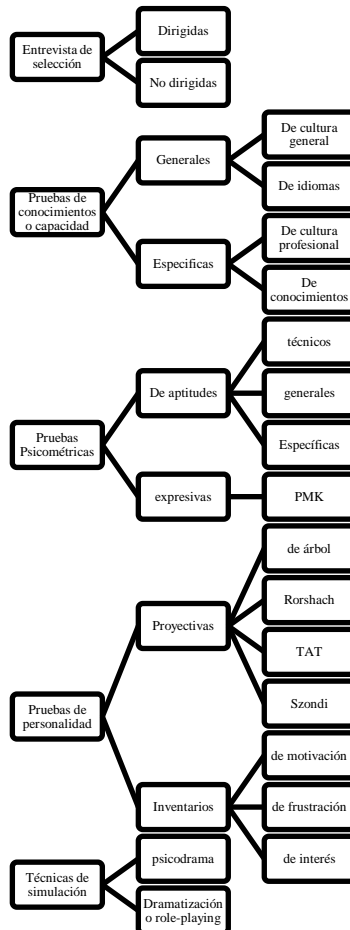 Entrevista de
selección
Dirigidas
No dirigidas
Pruebas de
conocimientos
o capacidad
Generales
De cultura
general
De idiomas
Especificas
De cultura
profesional
De
conocimientos
Pruebas
Psicométricas
De aptitudes
técnicos
generales
Específicas
expresivas
PMK
Pruebas de
personalidad
Proyectivas
de árbol
Rorshach
TAT
Szondi
Inventarios
de motivación
de frustración
de interés
Técnicas de
simulación
psicodrama
Dramatización
o role-playing